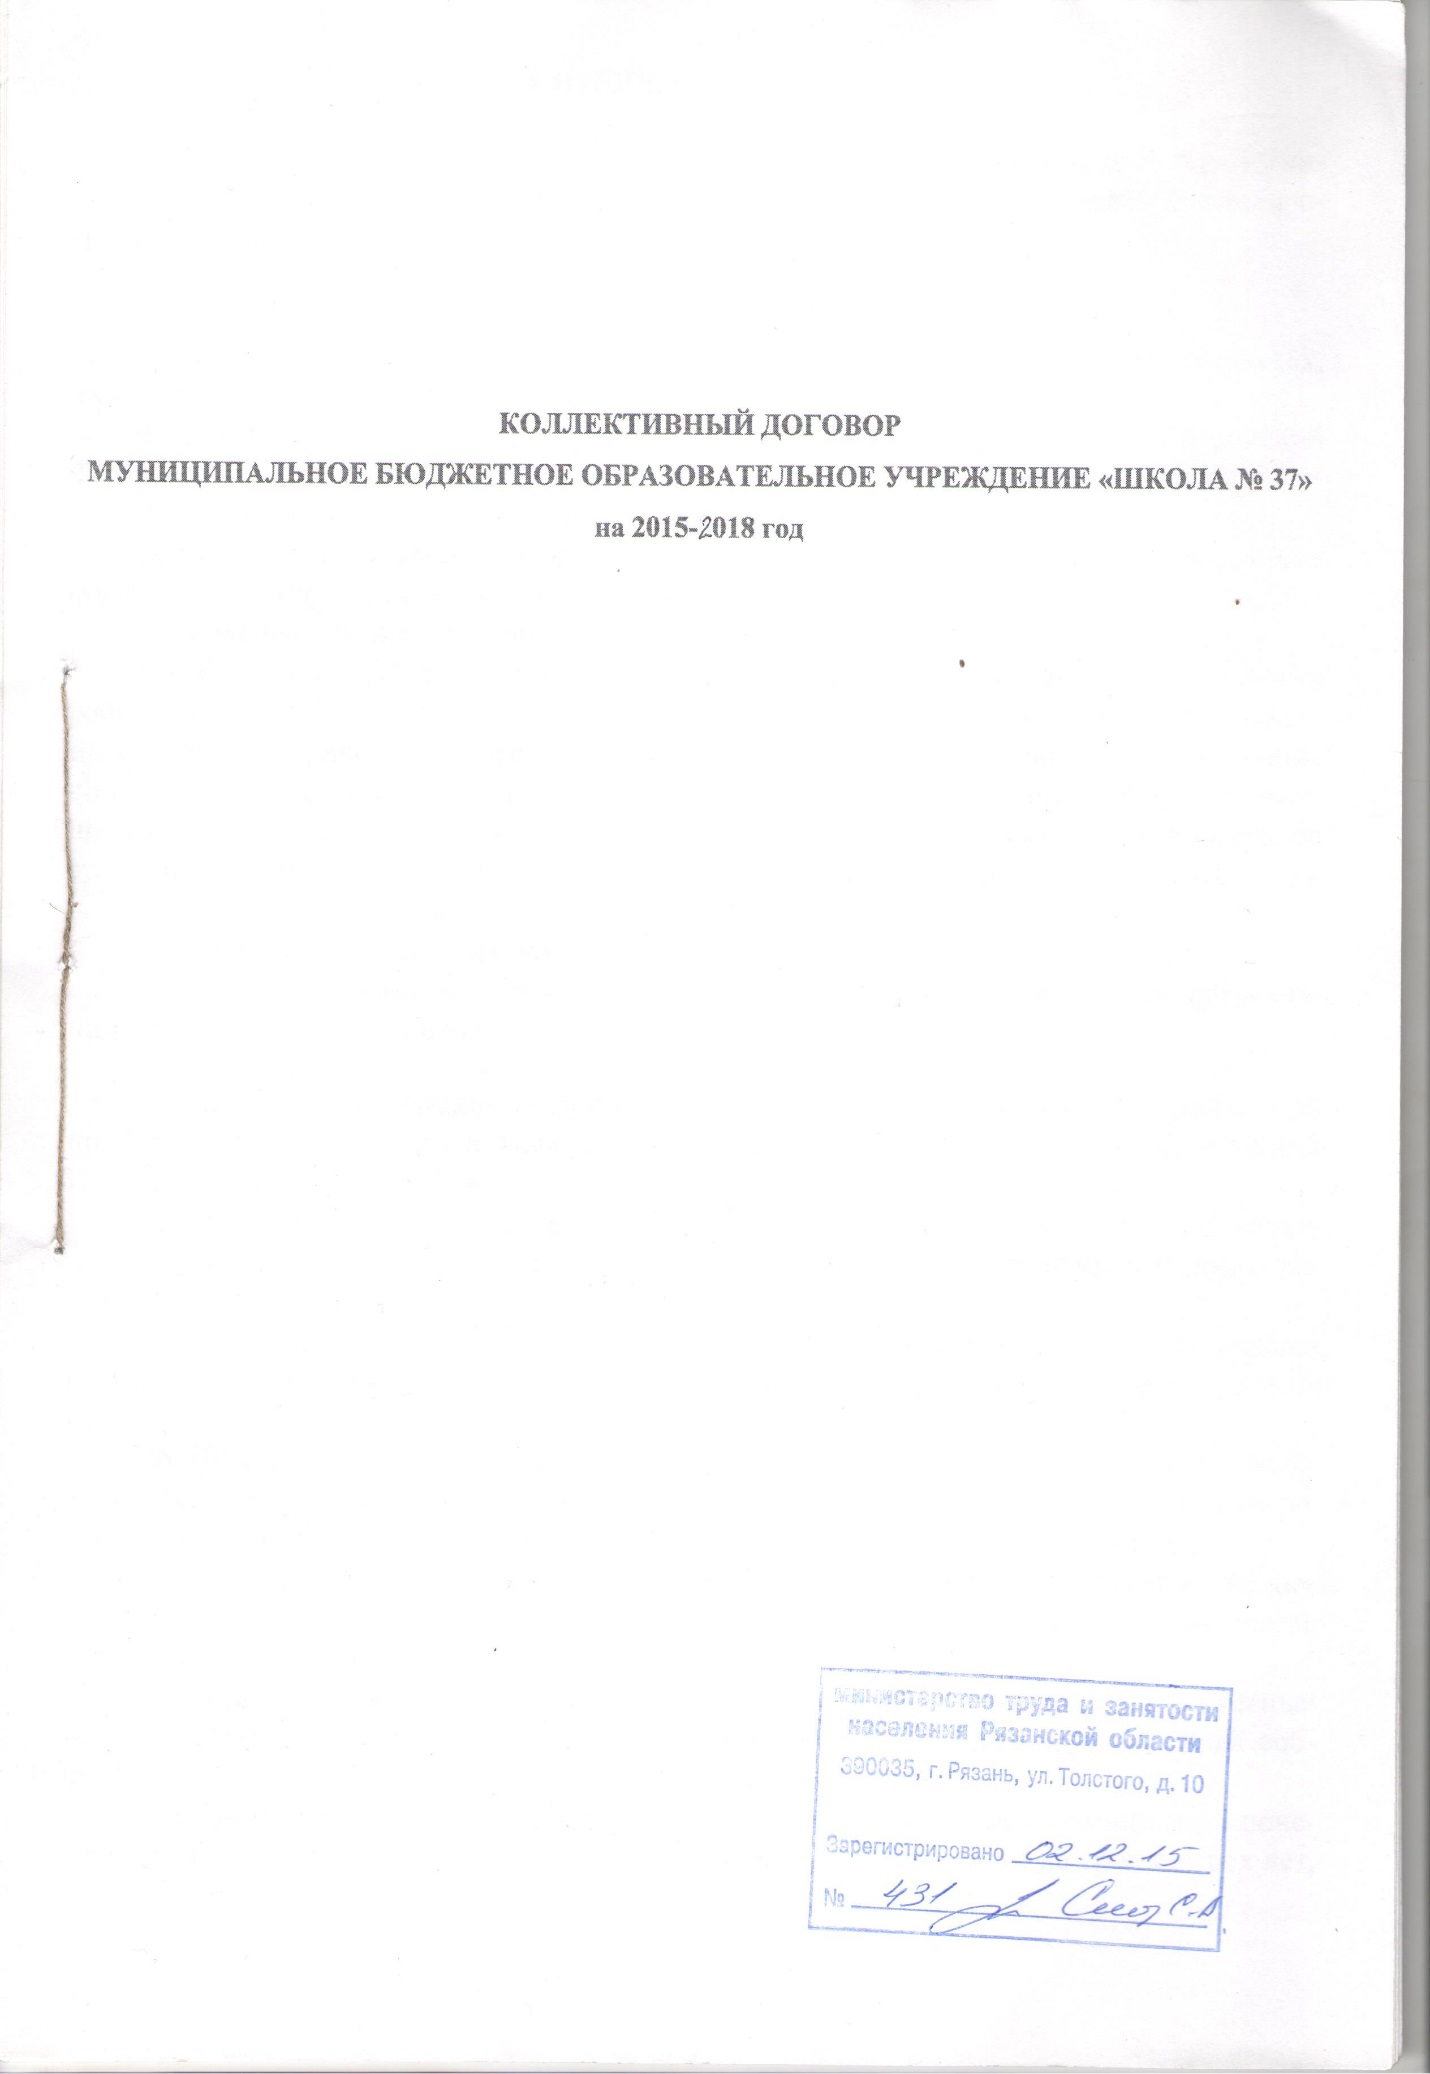 КОЛЛЕКТИВНЫЙ ДОГОВОР
МУНИЦИПАЛЬНОЕ БЮДЖЕТНОЕ ОБРАЗОВАТЕЛЬНОЕ УЧРЕЖДЕНИЕ «ШКОЛА № 37»
на 2015-2018 год
министерство труда и занятости
населения Рязанской области
390035, г. Рязань, ул. Толстого, д. 10
Зарегистрировано 02.12.15
№ 431